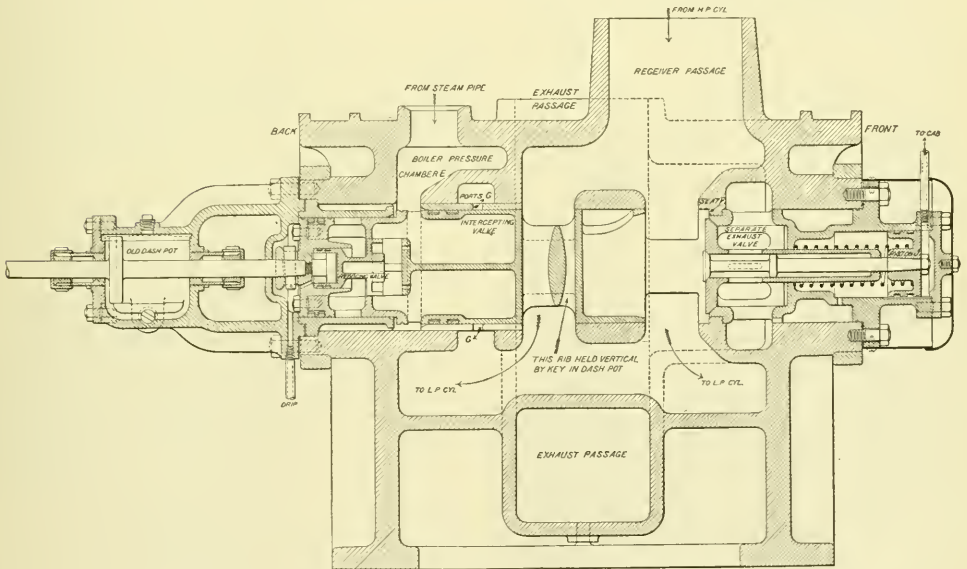 FROM H P CYL
RECEIVER PASSAGE
FROM STEAM PIPE
EXHAUST
PASSAGE
BACK
FRONT
TO CAB
BOILER PRESSURE
CHAMBER E
PORTS G
SEAT F
INTERCEPTING
VALVE
SEPARATE
EXHAUST
VALVE
OLD DASH POT
VALVE
PISTON J
G
THIS RIB HELD VERTICAL
BY KEY IN DASH POT
TO L P CYL
TO L P CYL
DRIP
EXHAUST PASSAGE